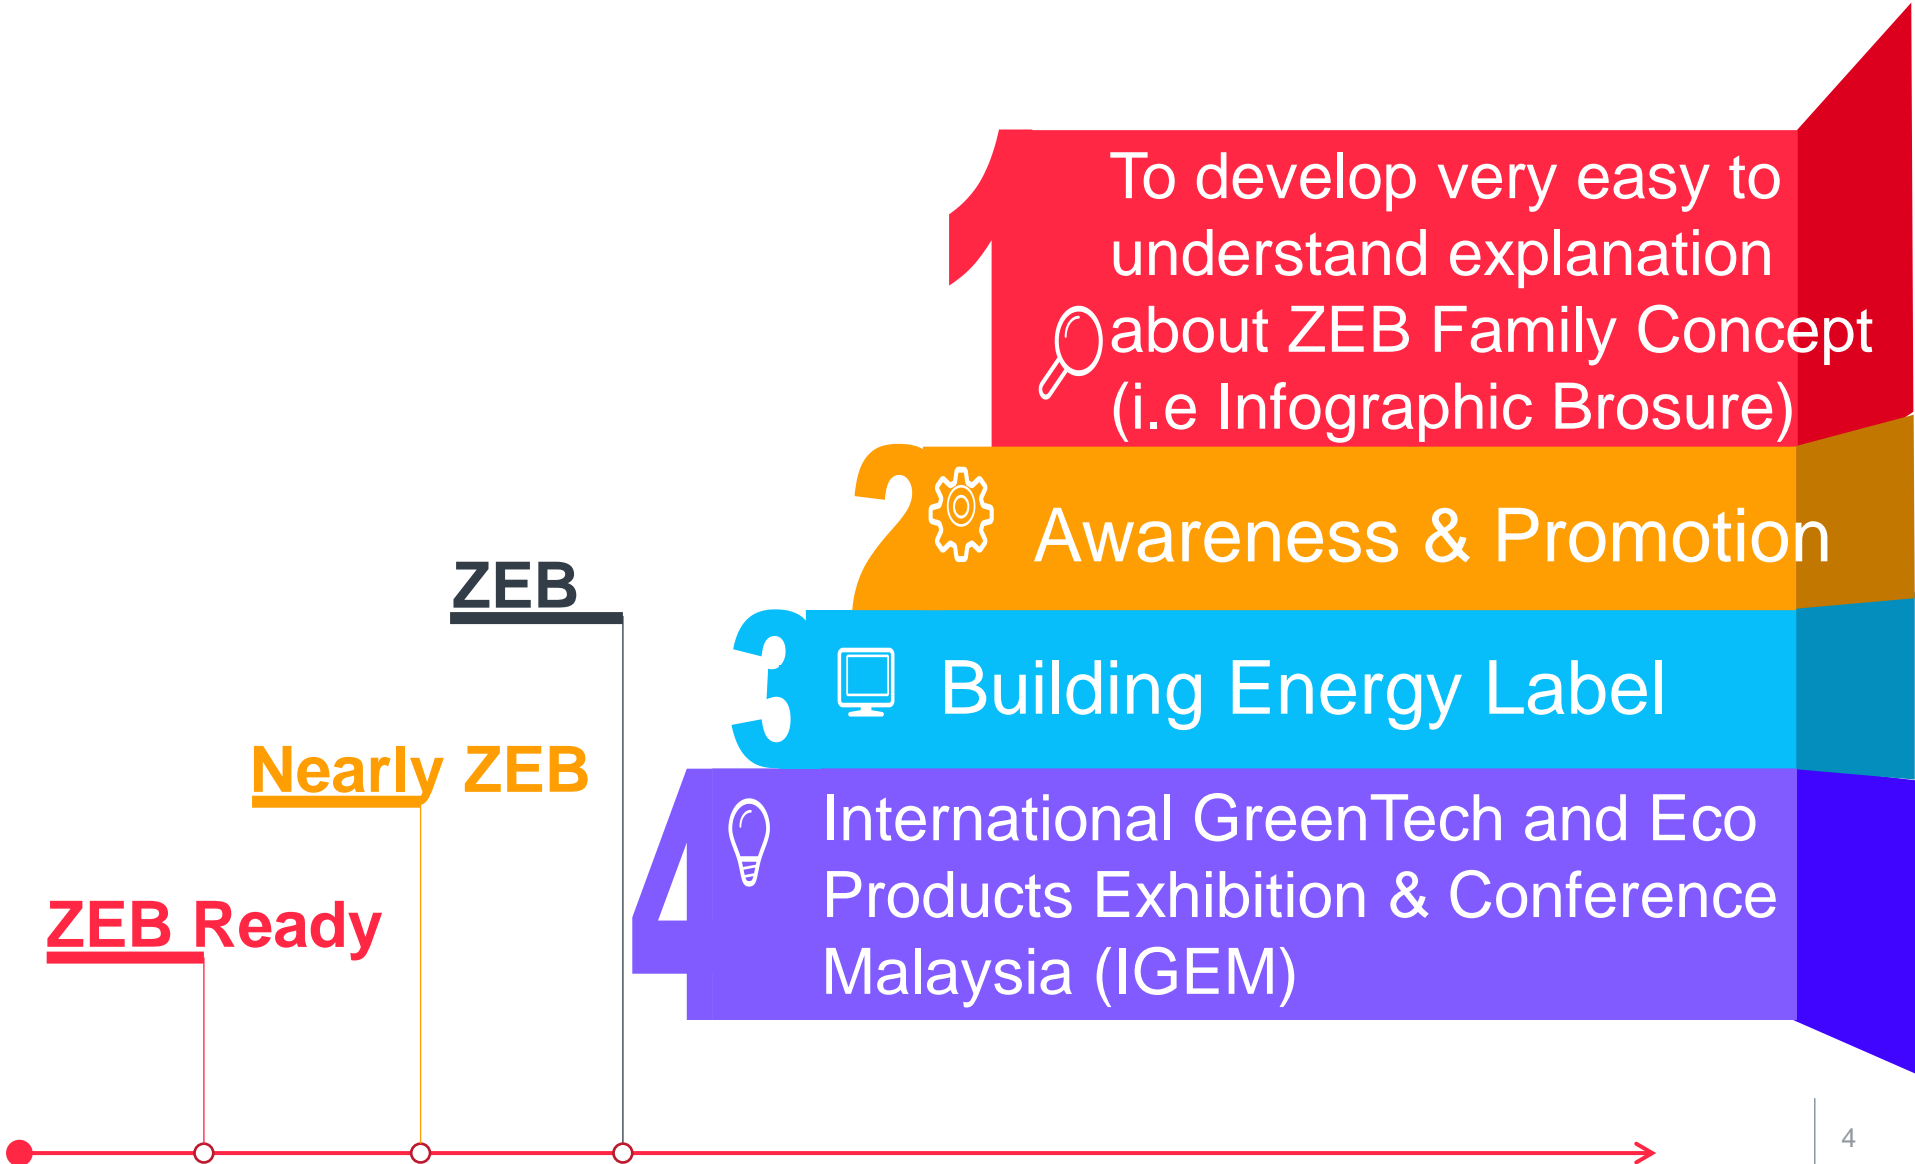 1
To develop very easy to
understand explanation
about ZEB Family Concept
(i.e Infographic Brosure)
2
Awareness & Promotion
3
Building Energy Label
4
International GreenTech and Eco
Products Exhibition & Conference
Malaysia (IGEM)
ZEB
Nearly ZEB
ZEB Ready
4